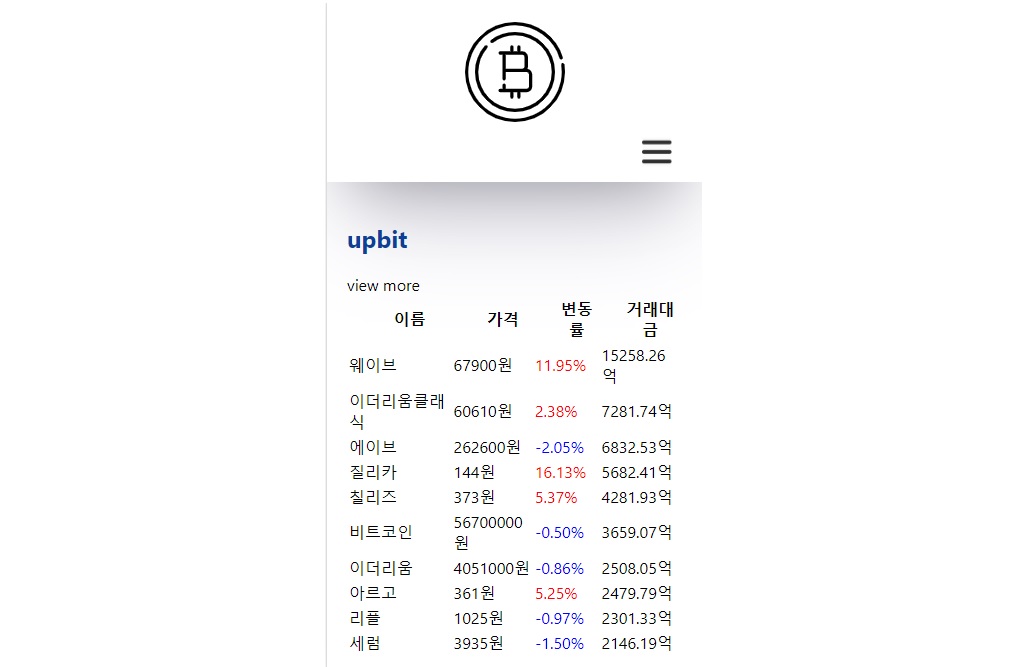 upbit
view more
이름 가격 변동률 거래대금
웨이브 67900원 11.95% 15258.26억
이더리움클래식 60610원 2.38% 7281.74억
에이브 262600원 -2.05% 6832.53억
질리카 144원 16.13% 5682.41억
칠리즈 373원 5.37% 4281.93억
비트코인 56700000원 -0.50% 3659.07억
이더리움 4051000원 -0.86% 2508.05억
아르고 361원 5.25% 2479.79억
리플 1025원 -0.97% 2301.33억
세럼 3935원 -1.50% 2146.19억